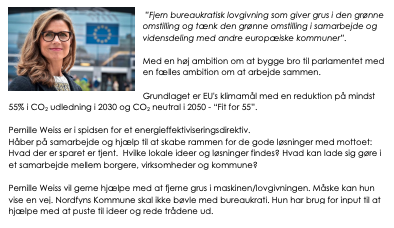 "Fjern bureaukratisk lovgivning som giver grus i den grønne
omstilling og tænk den grønne omstilling i samarbejde og
vidensdeling med andre europæiske kommuner".
Med en høj ambition om at bygge bro til parlamentet med
en fælles ambition om at arbejde sammen.
Grundlaget er EU's klimamål med en reduktion på mindst
55% i CO₂ udledning i 2030 og CO₂ neutral i 2050 - "Fit for 55".
Pernille Weiss er i spidsen for et energieffektiviseringsdirektiv.
Håber på samarbejde og hjælp til at skabe rammen for de gode løsninger med mottoet:
Hvad der er sparet er tjent. Hvilke lokale ideer og løsninger findes? Hvad kan lade sig gøre i
et samarbejde mellem borgere, virksomheder og kommune?
Pernille Weiss vil gerne hjælpe med at fjerne grus i maskinen/lovgivningen. Måske kan hun
vise en vej. Nordfyns Kommune skal ikke bøvle med bureaukrati. Hun har brug for input til at
hjælpe med at puste til ideer og rede trådene ud.